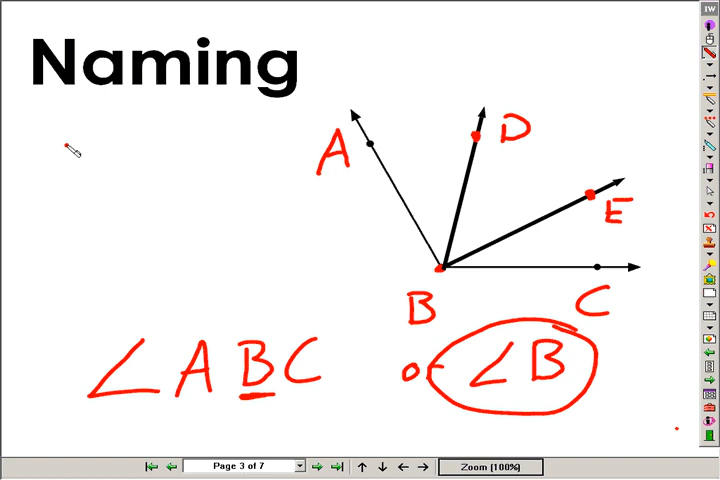 IW
Naming
A
D
E
B
C
∠ABC or ∠B
Page 3 of 7
Zoom (100%)